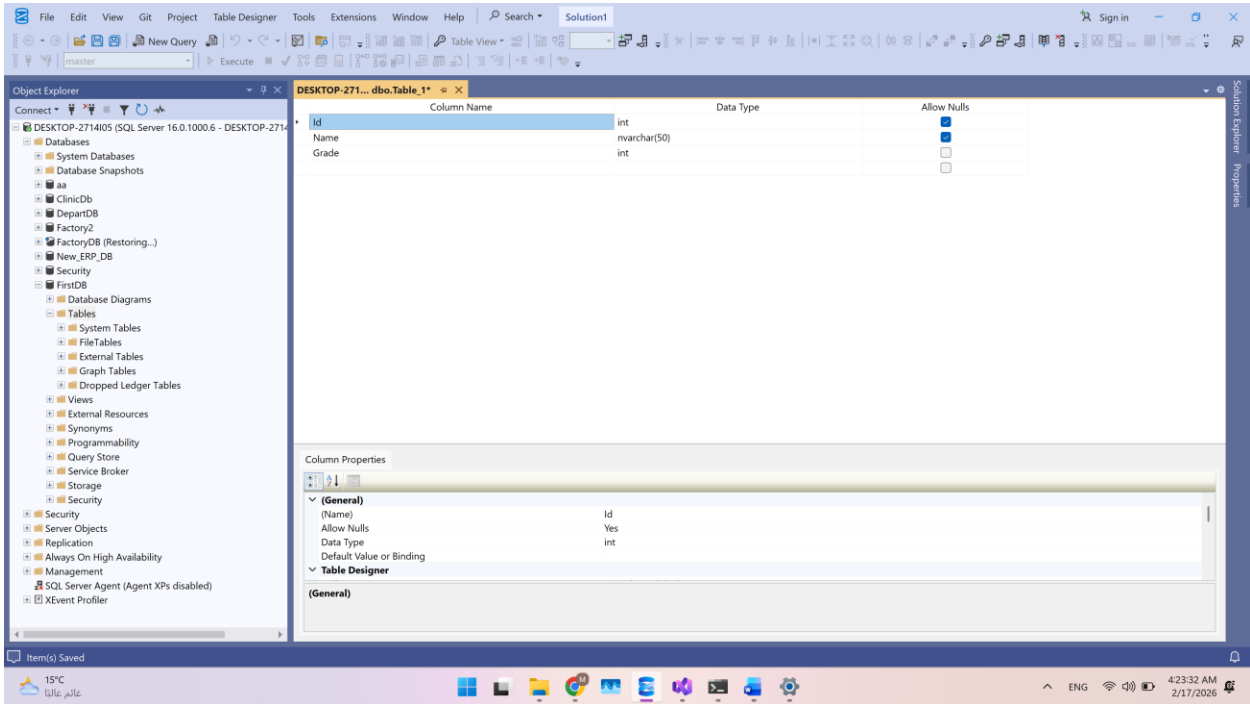 File Edit View Git Project Table Designer Tools Extensions Window Help Search Solution1 Sign in
New Query Table View
master Execute
Object Explorer
Connect
DESKTOP-2714I05 (SQL Server 16.0.1000.6 - DESKTOP-2714
Databases
System Databases
Database Snapshots
aa
ClinicDb
DepartDB
Factory2
FactoryDB (Restoring...)
New_ERP_DB
Security
FirstDB
Database Diagrams
Tables
System Tables
FileTables
External Tables
Graph Tables
Dropped Ledger Tables
Views
External Resources
Synonyms
Programmability
Query Store
Service Broker
Storage
Security
Security
Server Objects
Replication
Always On High Availability
Management
SQL Server Agent (Agent XPs disabled)
XEvent Profiler
DESKTOP-271... dbo.Table_1*
Column Name Data Type Allow Nulls
Id int
Name nvarchar(50)
Grade int
Column Properties
(General)
(Name) Id
Allow Nulls Yes
Data Type int
Default Value or Binding
Table Designer
(General)
Solution Explorer
Properties
Item(s) Saved
15°C
غائم غالبًا
ENG
4:23:32 AM
2/17/2026